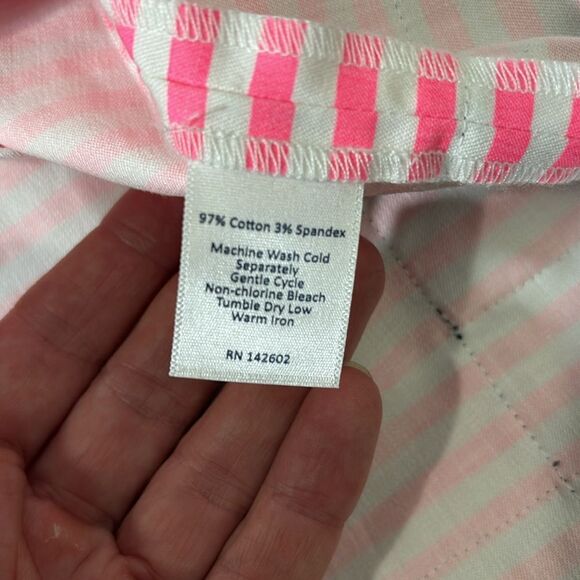 97% Cotton 3% Spandex
Machine Wash Cold
Separately
Gentle Cycle
Non-chlorine Bleach
Tumble Dry Low
Warm Iron
RN 142602